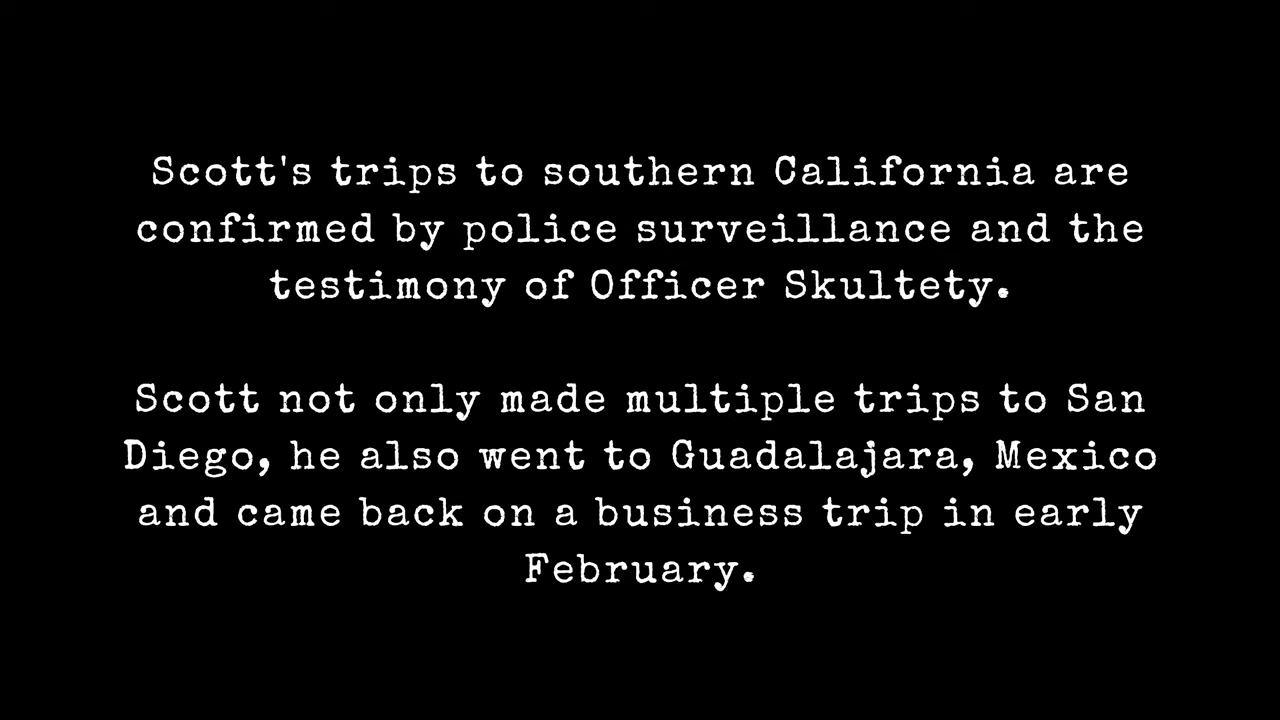 Scott's trips to southern California are
confirmed by police surveillance and the
testimony of Officer Skultety.
Scott not only made multiple trips to San
Diego, he also went to Guadalajara, Mexico
and came back on a business trip in early
February.